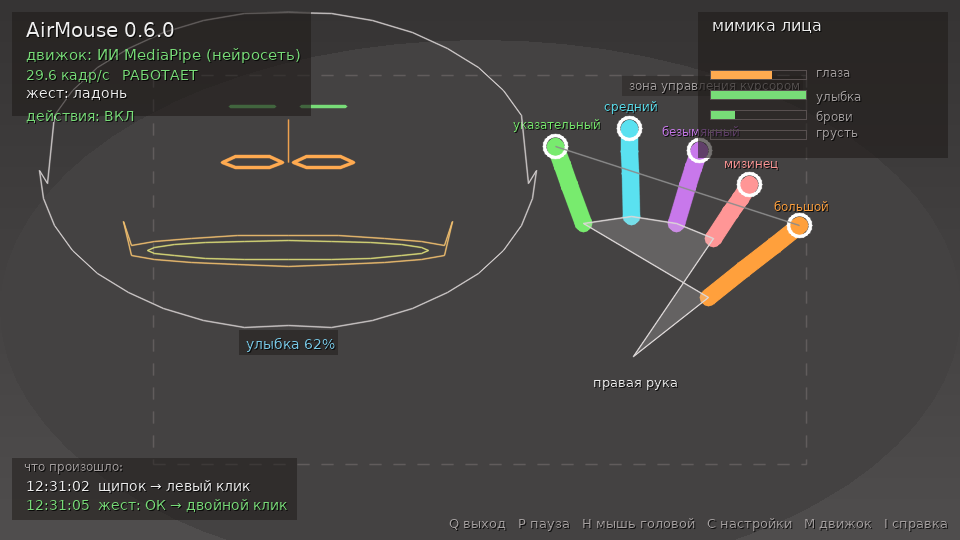 AirMouse 0.6.0
движок: ИИ MediaPipe (нейросеть)
29.6 кадр/с РАБОТАЕТ
жест: ладонь
действия: ВКЛ
мимика лица
глаза
улыбка
брови
грусть
зона управления курсором
средний
указательный
безымянный
мизинец
большой
улыбка 62%
правая рука
что произошло:
12:31:02 щипок → левый клик
12:31:05 жест: ОК → двойной клик
Q выход P пауза H мышь головой C настройки M движок I справка